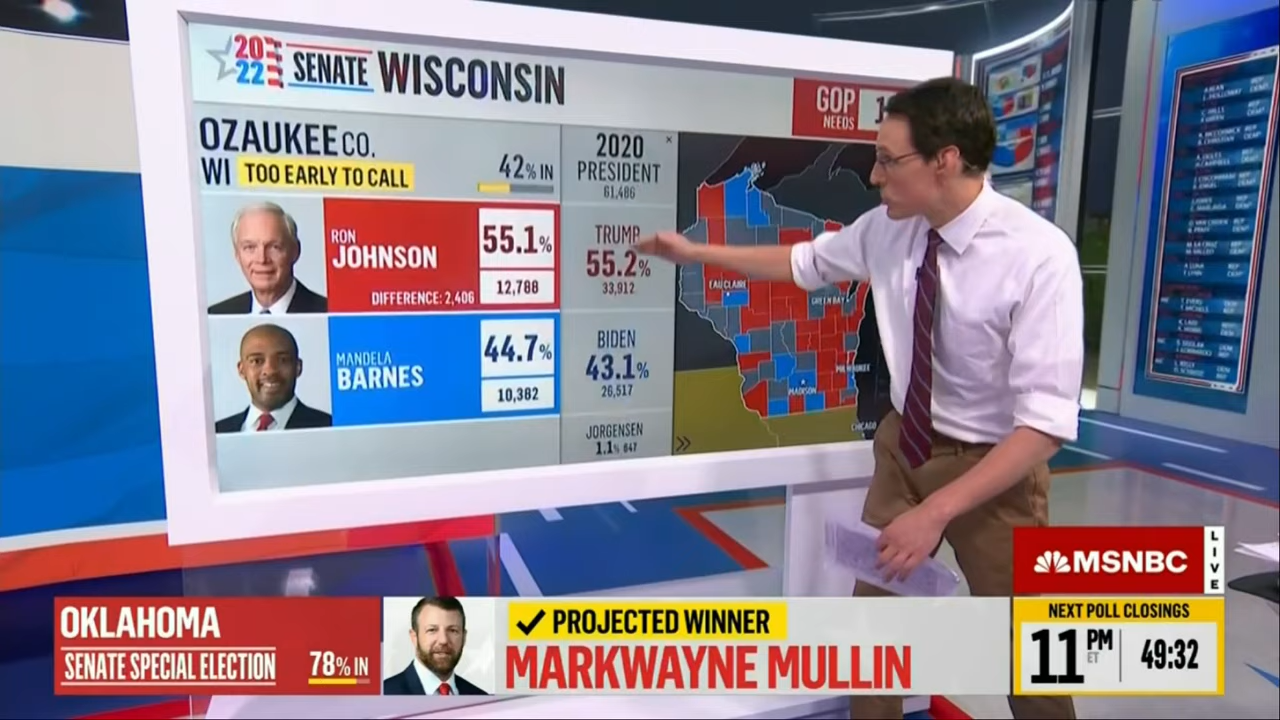 2022 SENATE WISCONSIN
GOP
NEEDS
OZAUKEE CO.
WI TOO EARLY TO CALL
42% IN
RON
JOHNSON
55.1%
12,788
DIFFERENCE: 2,406
MANDELA
BARNES
44.7%
10,382
2020
PRESIDENT
61,486
TRUMP
55.2%
33,912
BIDEN
43.1%
26,517
JORGENSEN
1.1% 647
EAU CLAIRE
GREEN BAY
MILWAUKEE
MADISON
CHICAGO
MSNBC
LIVE
NEXT POLL CLOSINGS
11 PM ET 49:32
OKLAHOMA
SENATE SPECIAL ELECTION
78% IN
PROJECTED WINNER
MARKWAYNE MULLIN